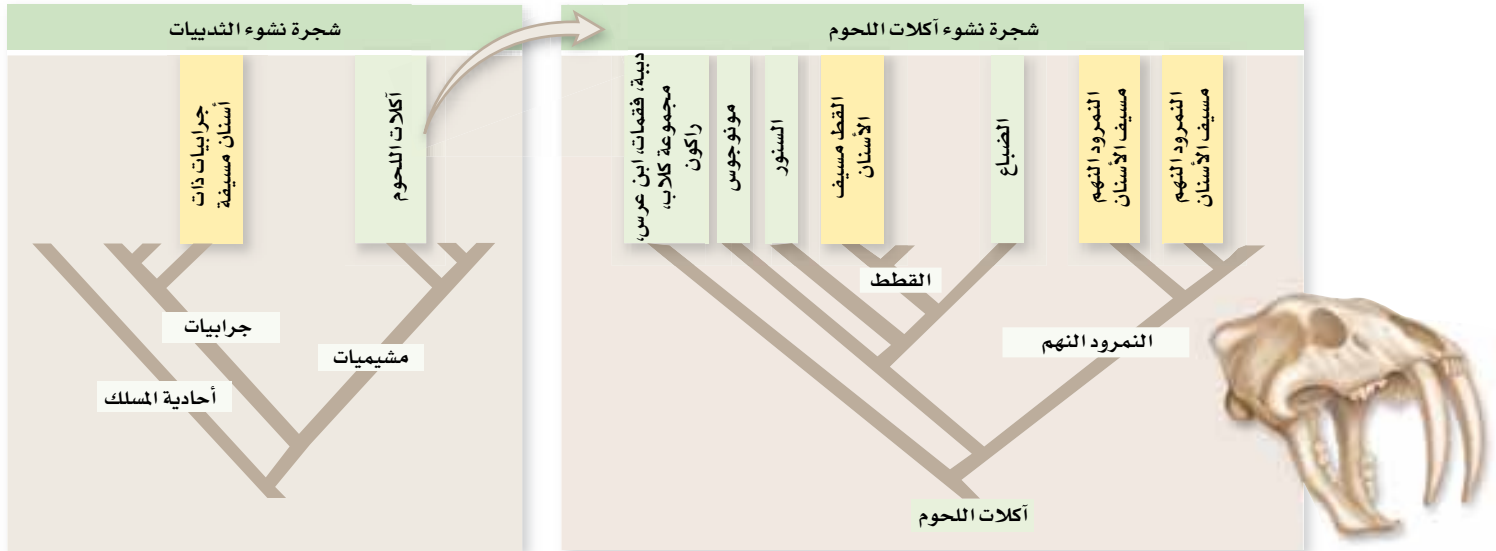 شجرة نشوء آكلات اللحوم
النمرود النهم
مسيف الأسنان
النمرود النهم
مسيف الأسنان
الضباع
القط مسيف
الأسنان
السنور
مونوجوس
دببة، فقمات، ابن عرس،
مجموعة كلاب،
راكون
القطط
النمرود النهم
آكلات اللحوم
شجرة نشوء الثدييات
آكلات اللحوم
جرابيات ذات
أسنان مسيفة
جرابيات
مشيميات
أحادية المسلك